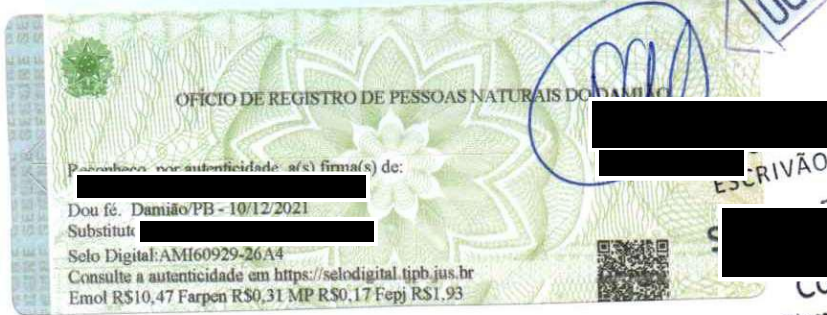 OFÍCIO DE REGISTRO DE PESSOAS NATURAIS DO DAMIÃO
Reconheço, por autenticidade, a(s) firma(s) de:
Dou fé. Damião/PB - 10/12/2021
Substituto
Selo Digital:AMI60929-26A4
Consulte a autenticidade em https://selodigital.tjpb.jus.br
Emol R$10,47 Farpen R$0,31 MP R$0,17 Fepj R$1,93
ESCRIVÃO